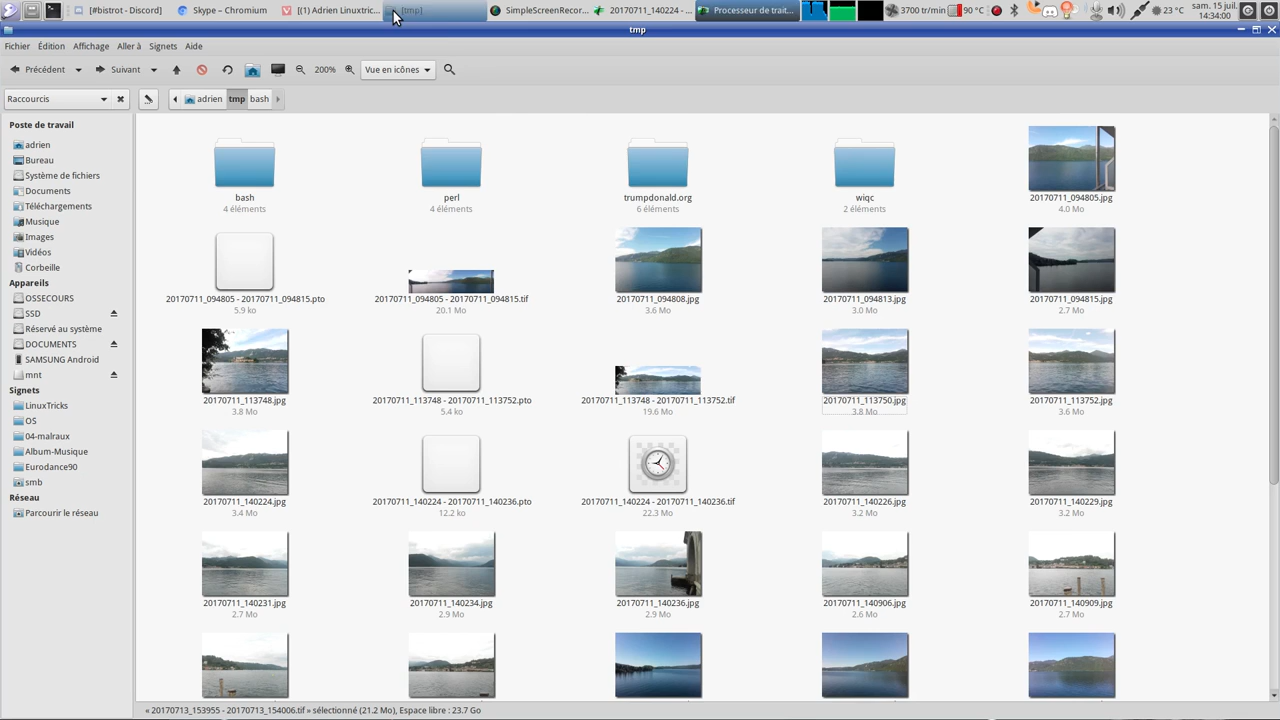 [#bistrot - Discord] Skype – Chromium [(1) Adrien Linuxtric... [tmp] SimpleScreenRecor... 20170711_140224 - ... Processeur de trait... 3700 tr/min 90 °C 23 °C sam. 15 juil. 14:34:00
tmp
Fichier Édition Affichage Aller à Signets Aide
Précédent Suivant 200% Vue en icônes
Raccourcis adrien tmp bash
Poste de travail
adrien
Bureau
Système de fichiers
Documents
Téléchargements
Musique
Images
Vidéos
Corbeille
Appareils
OSSECOURS
SSD
Réservé au système
DOCUMENTS
SAMSUNG Android
mnt
Signets
LinuxTricks
OS
04-malraux
Album-Musique
Eurodance90
smb
Réseau
Parcourir le réseau
bash perl trumpdonald.org wiqc 20170711_094805.jpg
4 éléments 4 éléments 6 éléments 2 éléments 4.0 Mo
20170711_094805 - 20170711_094815.pto 20170711_094805 - 20170711_094815.tif 20170711_094808.jpg 20170711_094813.jpg 20170711_094815.jpg
5.9 ko 20.1 Mo 3.6 Mo 3.0 Mo 2.7 Mo
20170711_113748.jpg 20170711_113748 - 20170711_113752.pto 20170711_113748 - 20170711_113752.tif 20170711_113750.jpg 20170711_113752.jpg
3.8 Mo 5.4 ko 19.6 Mo 3.8 Mo 3.6 Mo
20170711_140224.jpg 20170711_140224 - 20170711_140236.pto 20170711_140224 - 20170711_140236.tif 20170711_140226.jpg 20170711_140229.jpg
3.4 Mo 12.2 ko 22.3 Mo 3.2 Mo 3.2 Mo
20170711_140231.jpg 20170711_140234.jpg 20170711_140236.jpg 20170711_140906.jpg 20170711_140909.jpg
2.7 Mo 2.9 Mo 2.9 Mo 2.6 Mo 2.7 Mo
« 20170713_153955 - 20170713_154006.tif » sélectionné (21.2 Mo), Espace libre : 23.7 Go